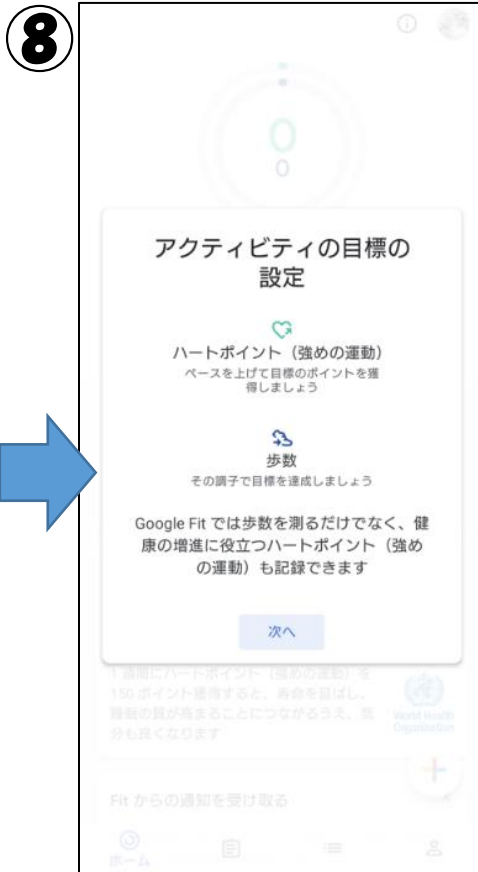 8
0
0
アクティビティの目標の
設定
ハートポイント（強めの運動）
ペースを上げて目標のポイントを獲
得しましょう
歩数
その調子で目標を達成しましょう
Google Fit では歩数を測るだけでなく、健
康の増進に役立つハートポイント（強め
の運動）も記録できます
次へ
1 週間にハートポイント（強めの運動）を
150 ポイント獲得すると、寿命を延ばし、
睡眠の質が高まることにつながるうえ、気
分も良くなります
World Health
Organization
Fit からの通知を受け取る
ホーム